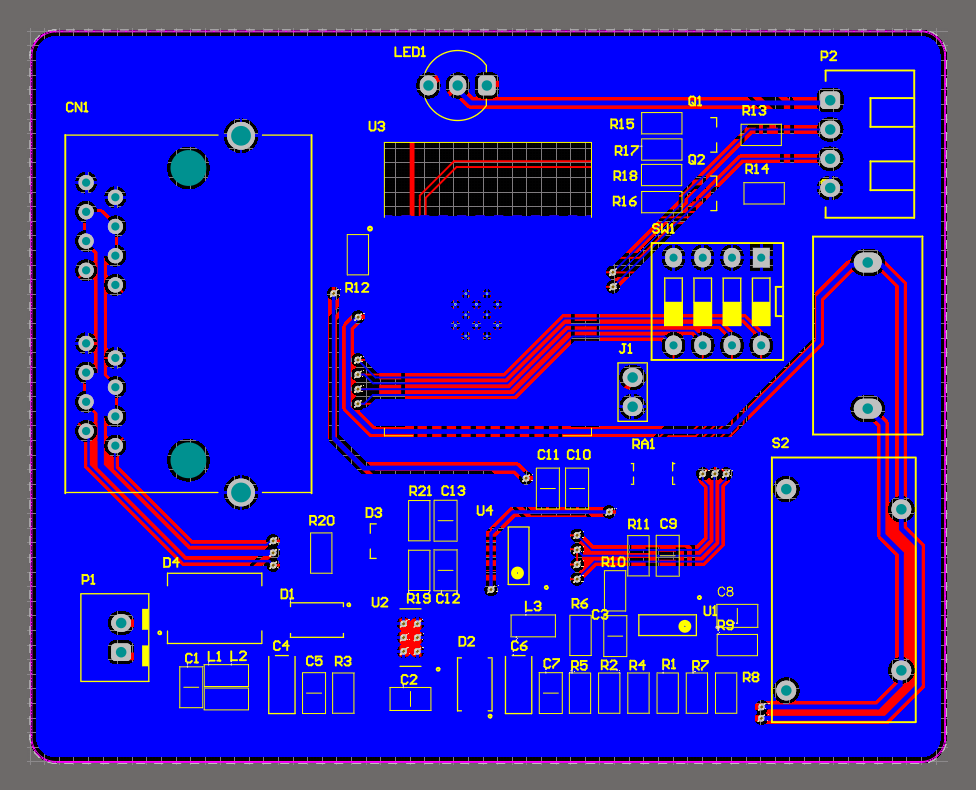 LED1
P2
CN1
Q1
R13
U3
R15
R17
Q2
R14
R18
R16
SW1
R12
J1
RA1
S2
C11 C10
R21 C13
D3
U4
R20
R11 C9
D4
R10
P1
D1
U2
R19 C12
L3
R6
C3
C8
U1
R9
D2
C4
C6
C1 L1 L2
C5 R3
C2
C7 R5 R2 R4 R1 R7
R8